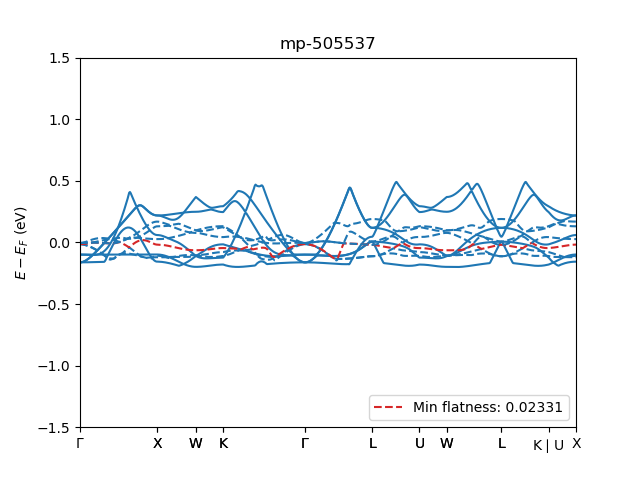 mp-505537
1.5
1.0
0.5
0.0
−0.5
−1.0
−1.5
E − E_F (eV)
Γ X W K Γ L U W L K | U X
Min flatness: 0.02331